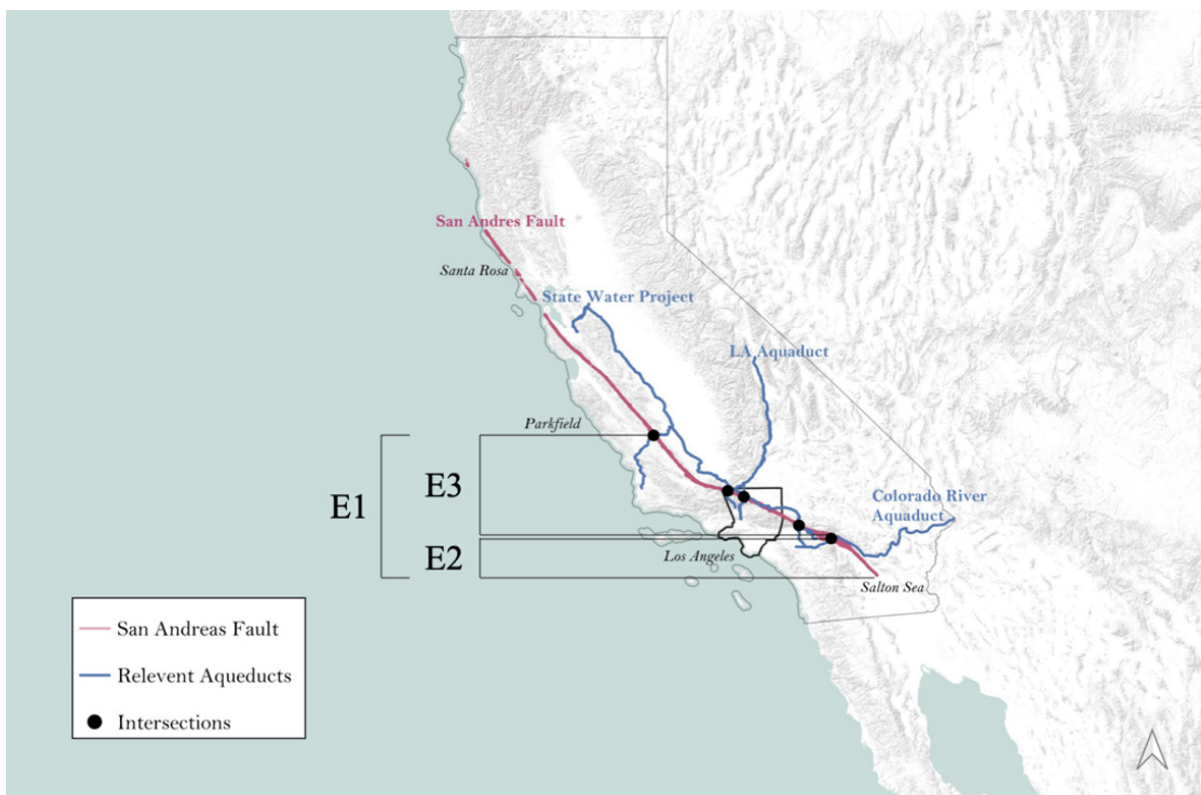 San Andres Fault
Santa Rosa
State Water Project
LA Aquaduct
Parkfield
E3
Colorado River
Aquaduct
E1
E2
Los Angeles
Salton Sea
San Andreas Fault
Relevent Aqueducts
Intersections